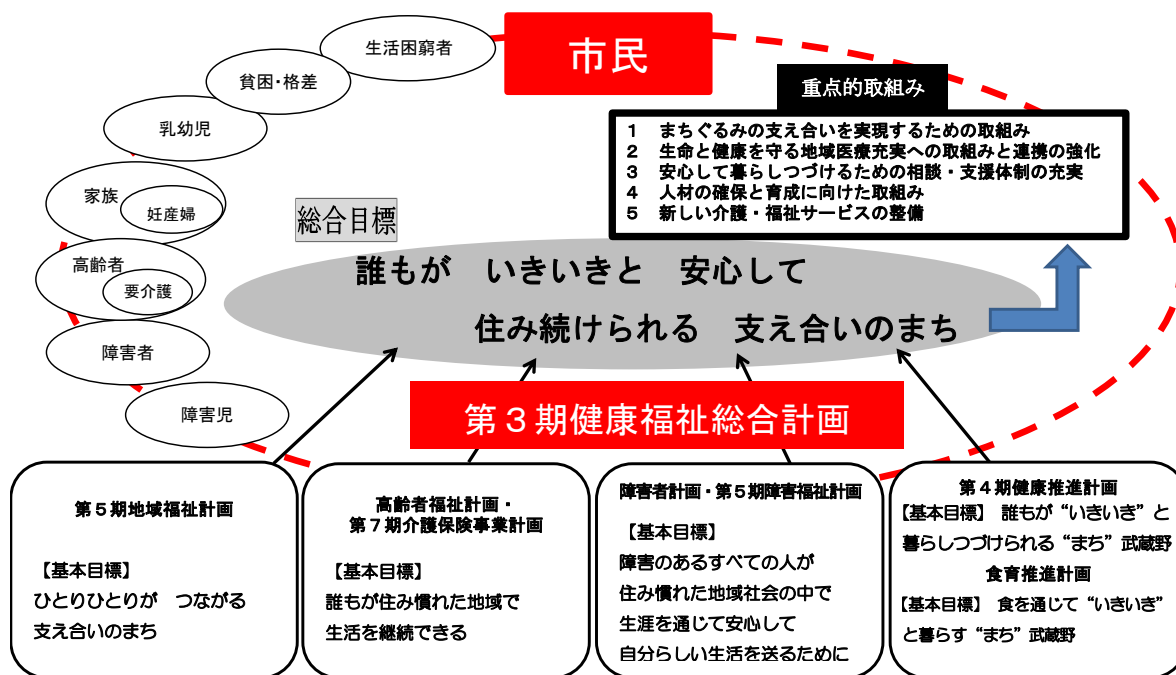 市民
生活困窮者
貧困・格差
乳幼児
家族
妊産婦
高齢者
要介護
障害者
障害児
重点的取組み
1 まちぐるみの支え合いを実現するための取組み
2 生命と健康を守る地域医療充実への取組みと連携の強化
3 安心して暮らしつづけるための相談・支援体制の充実
4 人材の確保と育成に向けた取組み
5 新しい介護・福祉サービスの整備
総合目標
誰もが いきいきと 安心して
住み続けられる 支え合いのまち
第3期健康福祉総合計画
第5期地域福祉計画
【基本目標】
ひとりひとりが つながる
支え合いのまち
高齢者福祉計画・
第7期介護保険事業計画
【基本目標】
誰もが住み慣れた地域で
生活を継続できる
障害者計画・第5期障害福祉計画
【基本目標】
障害のあるすべての人が
住み慣れた地域社会の中で
生涯を通じて安心して
自分らしい生活を送るために
第4期健康推進計画
【基本目標】 誰もが“いきいき”と
暮らしつづけられる“まち”武蔵野
食育推進計画
【基本目標】 食を通じて“いきいき”
と暮らす“まち”武蔵野